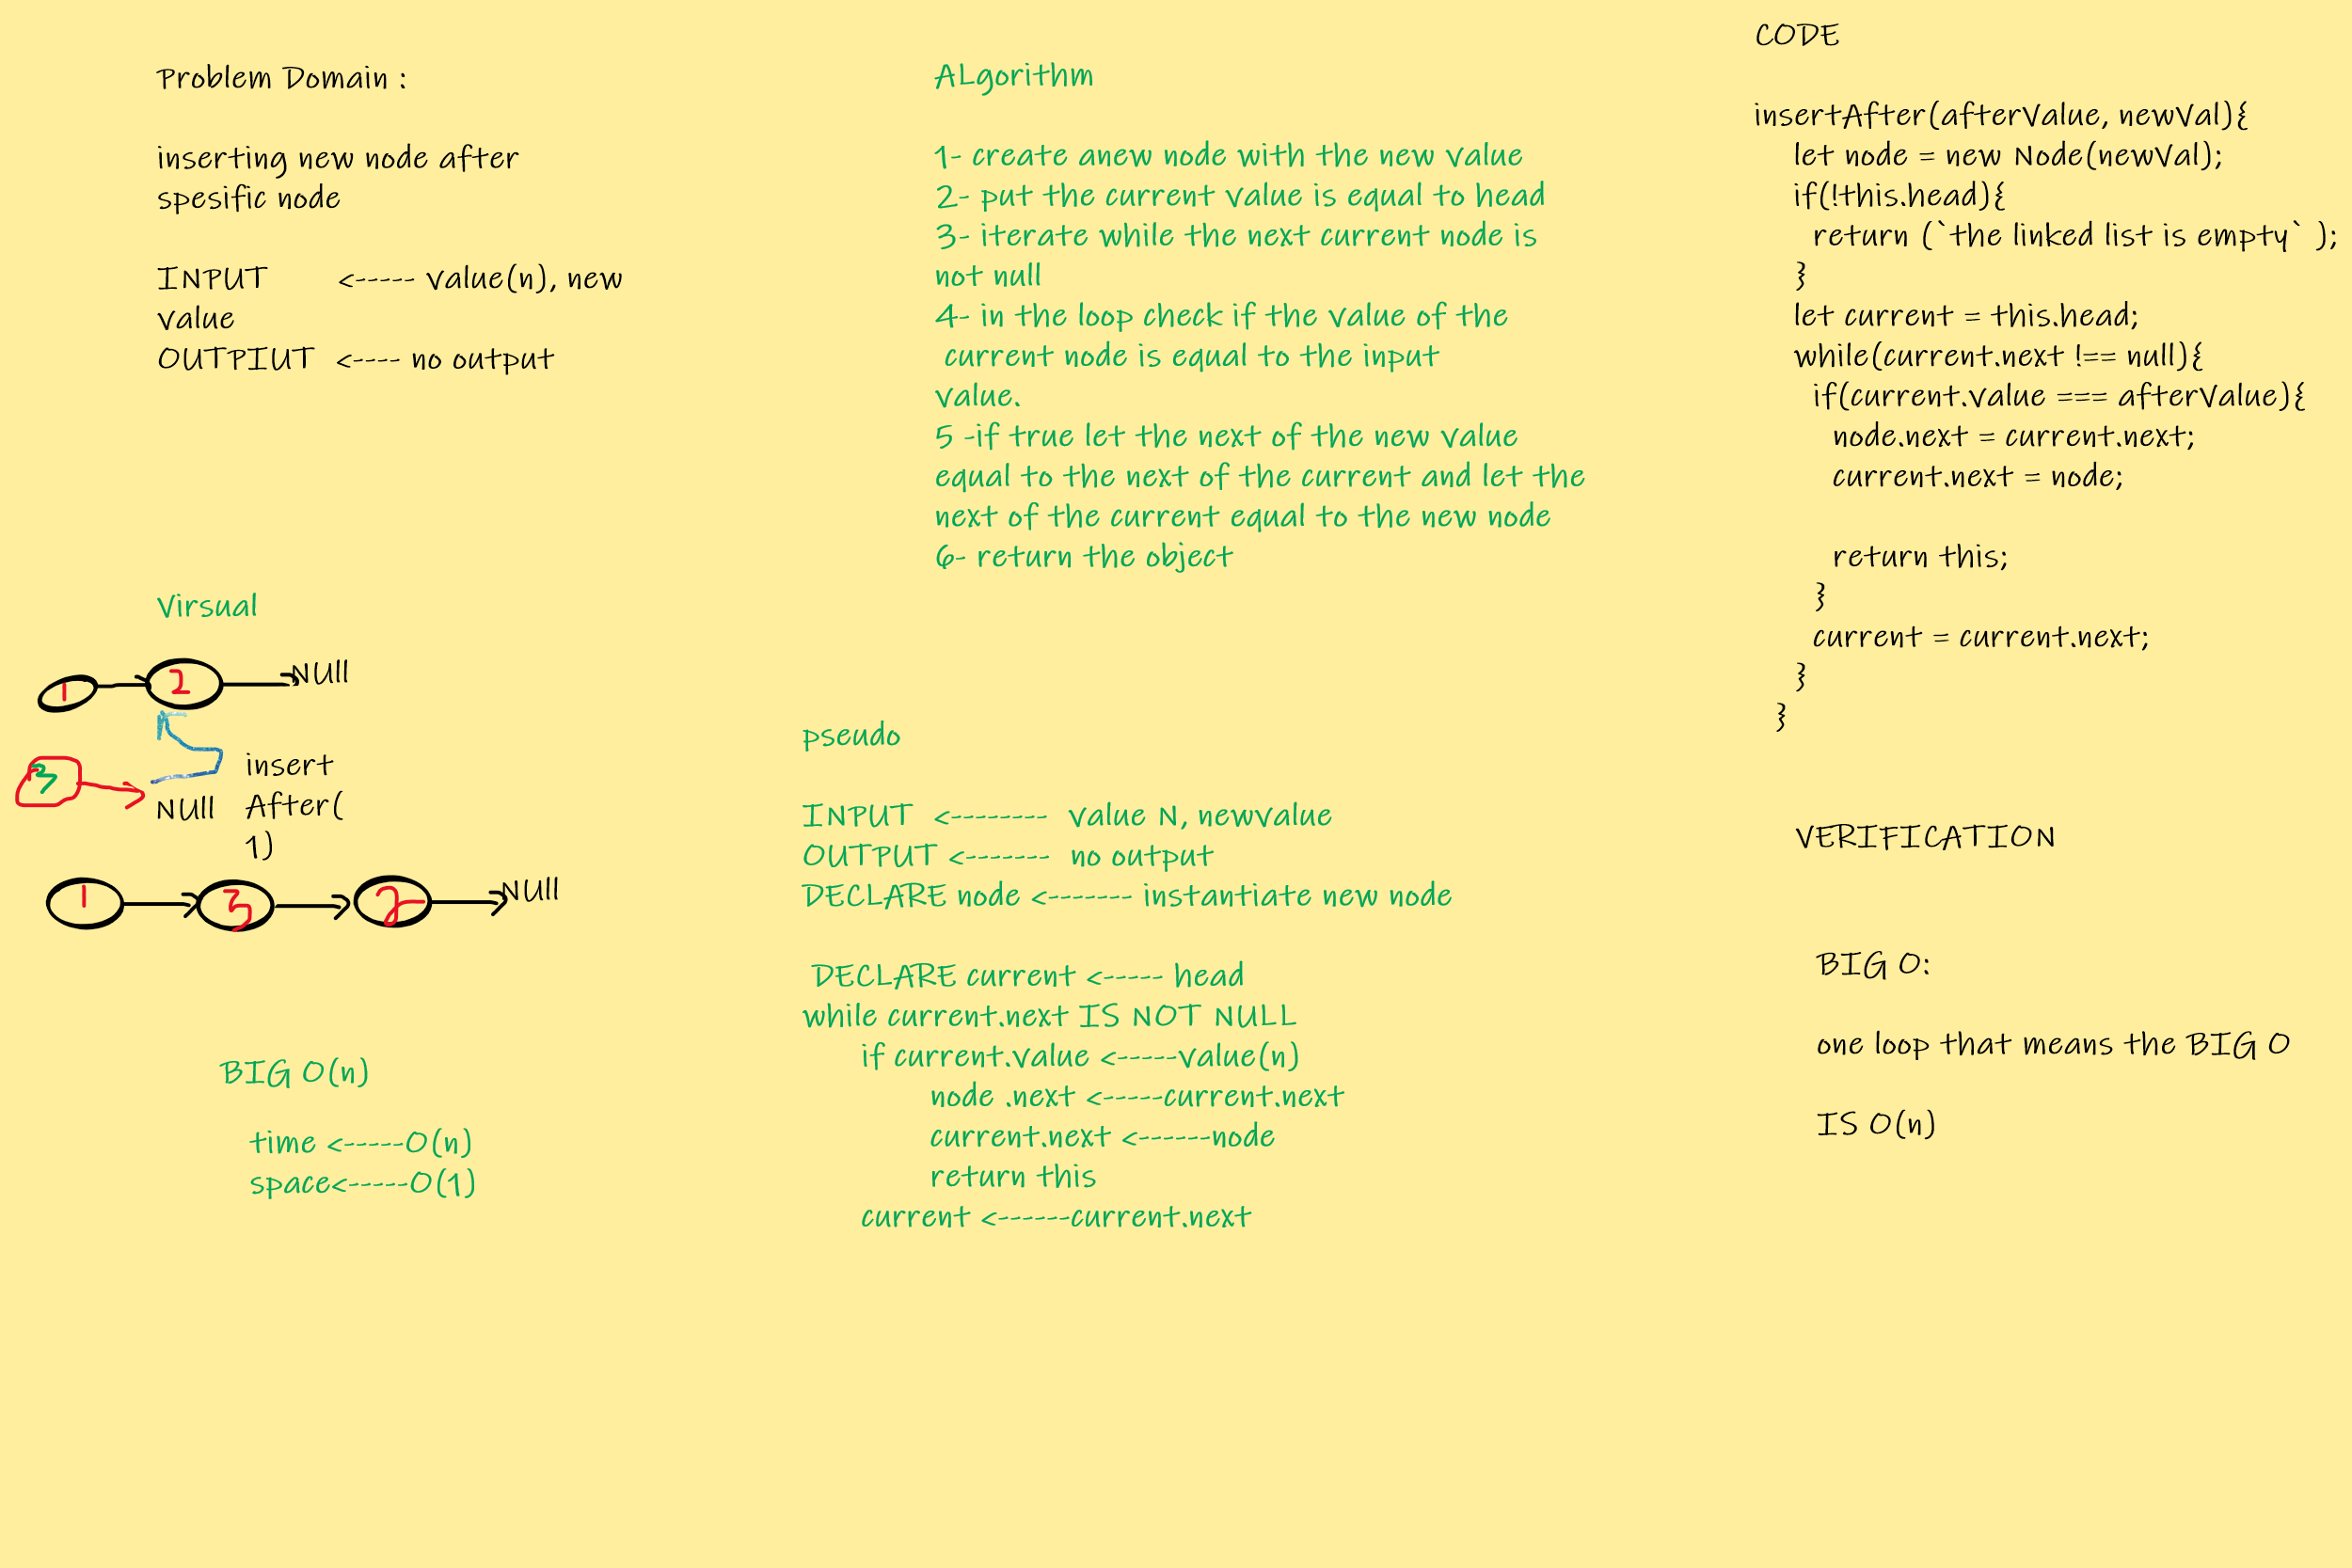 Problem Domain :
inserting new node after
spesific node
INPUT <----- value(n), new
value
OUTPIUT <---- no output
Virsual
1
2
NUll
3
NUll
insert
After(
1)
1
3
2
NUll
BIG O(n)
time <-----O(n)
space<-----O(1)
ALgorithm
1- create anew node with the new value
2- put the current value is equal to head
3- iterate while the next current node is
not null
4- in the loop check if the value of the
current node is equal to the input
value.
5 -if true let the next of the new value
equal to the next of the current and let the
next of the current equal to the new node
6- return the object
pseudo
INPUT <-------- value N, newvalue
OUTPUT <------- no output
DECLARE node <------- instantiate new node
DECLARE current <----- head
while current.next IS NOT NULL
if current.value <-----value(n)
node .next <-----current.next
current.next <------node
return this
current <------current.next
CODE
insertAfter(afterValue, newVal){
let node = new Node(newVal);
if(!this.head){
return (`the linked list is empty` );
}
let current = this.head;
while(current.next !== null){
if(current.value === afterValue){
node.next = current.next;
current.next = node;
return this;
}
current = current.next;
}
}
VERIFICATION
BIG O:
one loop that means the BIG O
IS O(n)